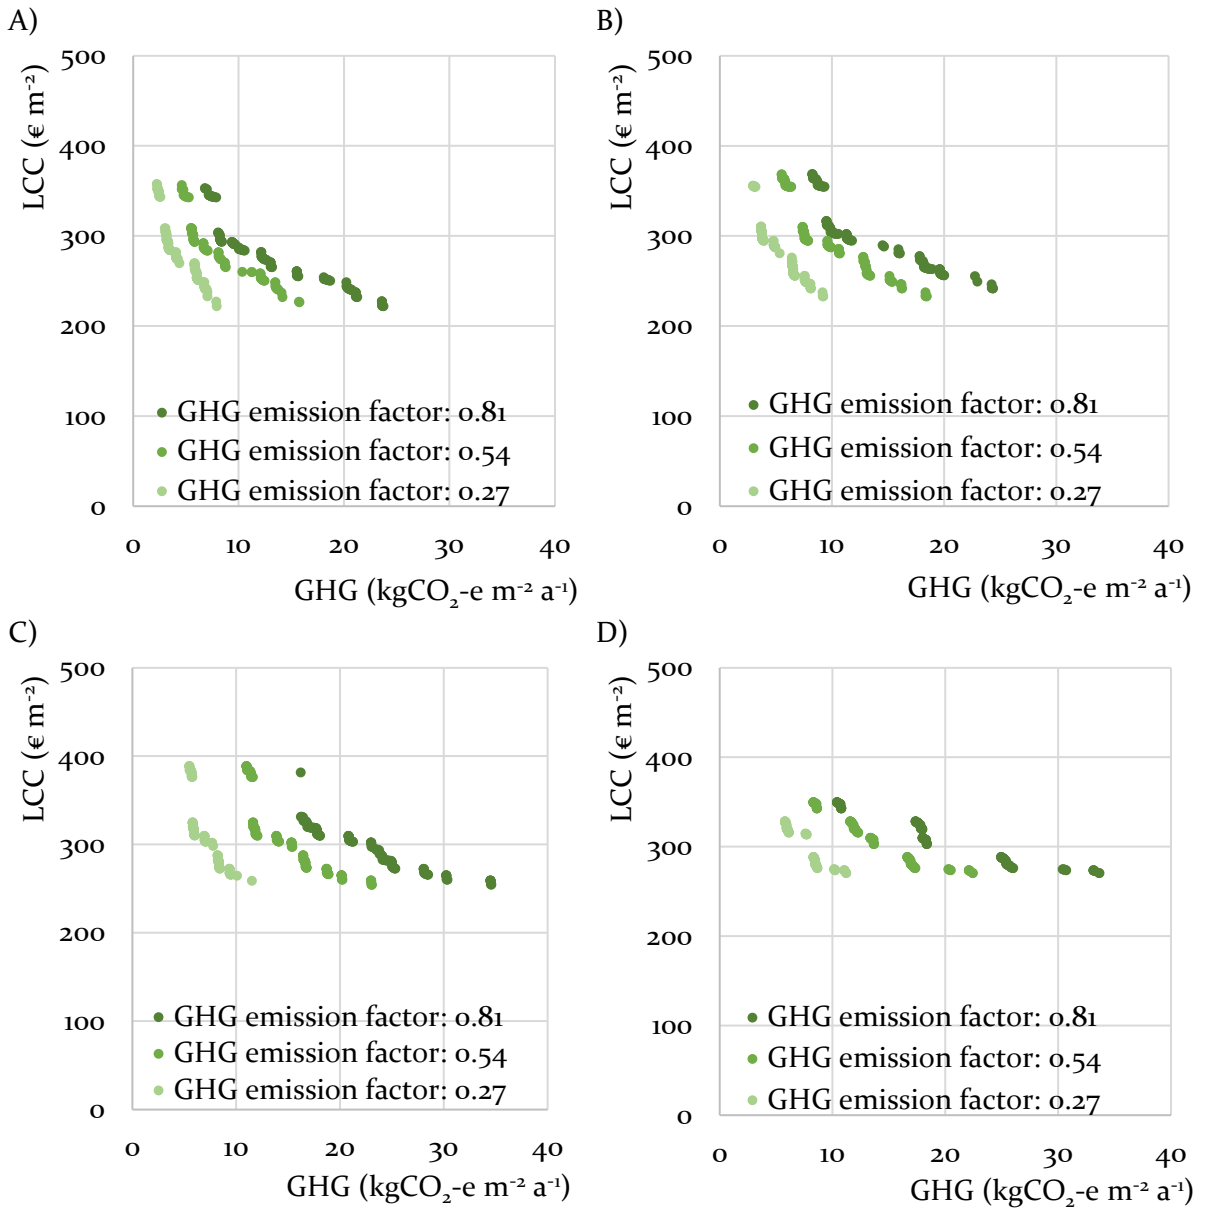 A)
LCC (€ m⁻²)
500
400
300
200
100
0
GHG emission factor: 0.81
GHG emission factor: 0.54
GHG emission factor: 0.27
0 10 20 30 40
GHG (kgCO₂-e m⁻² a⁻¹)
B)
LCC (€ m⁻²)
500
400
300
200
100
0
GHG emission factor: 0.81
GHG emission factor: 0.54
GHG emission factor: 0.27
0 10 20 30 40
GHG (kgCO₂-e m⁻² a⁻¹)
C)
LCC (€ m⁻²)
500
400
300
200
100
0
GHG emission factor: 0.81
GHG emission factor: 0.54
GHG emission factor: 0.27
0 10 20 30 40
GHG (kgCO₂-e m⁻² a⁻¹)
D)
LCC (€ m⁻²)
500
400
300
200
100
0
GHG emission factor: 0.81
GHG emission factor: 0.54
GHG emission factor: 0.27
0 10 20 30 40
GHG (kgCO₂-e m⁻² a⁻¹)